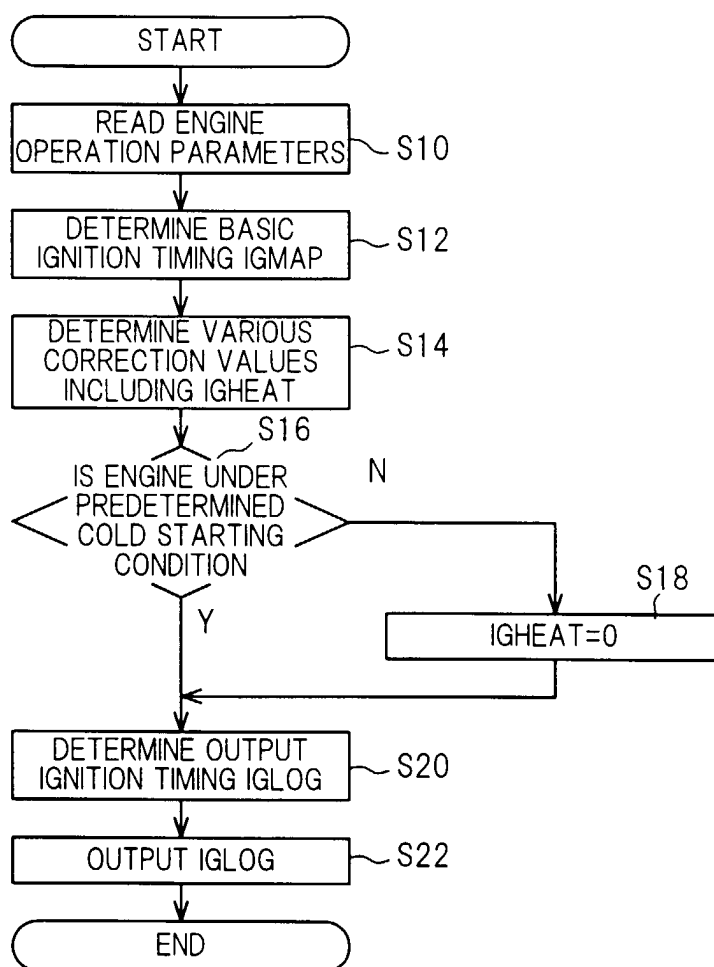 START
READ ENGINE
OPERATION PARAMETERS
S10
DETERMINE BASIC
IGNITION TIMING IGMAP
S12
DETERMINE VARIOUS
CORRECTION VALUES
INCLUDING IGHEAT
S14
S16
IS ENGINE UNDER
PREDETERMINED
COLD STARTING
CONDITION
N
Y
S18
IGHEAT=0
DETERMINE OUTPUT
IGNITION TIMING IGLOG
S20
OUTPUT IGLOG
S22
END